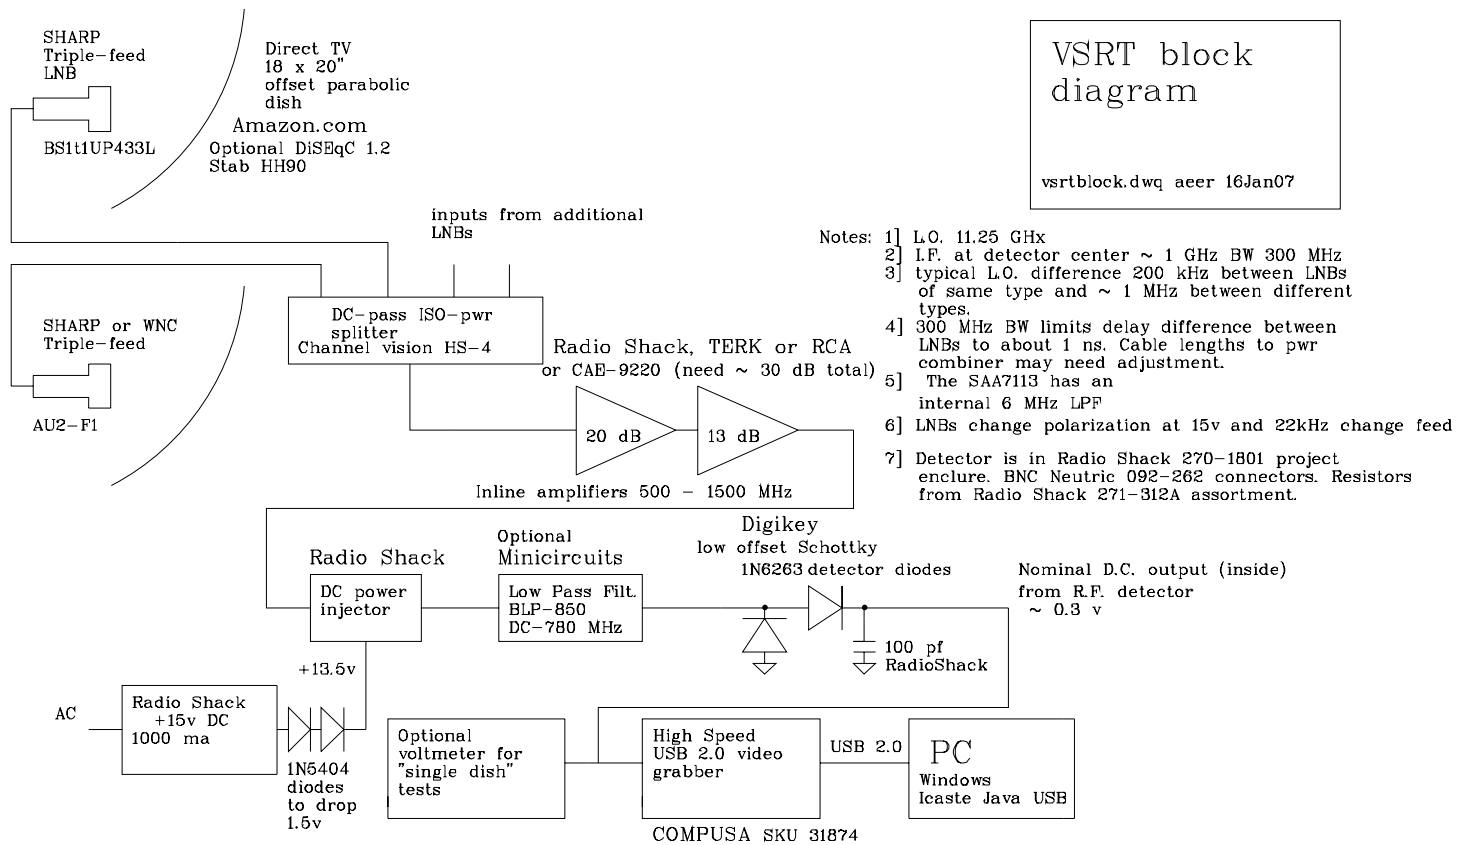 SHARP
Triple-feed
LNB
BS1t1UP433L
Direct TV
18 x 20"
offset parabolic
dish
Amazon.com
Optional DiSEqC 1.2
Stab HH90
VSRT block
diagram
vsrtblock.dwq aeer 16Jan07
inputs from additional
LNBs
SHARP or WNC
Triple-feed
AU2-F1
DC-pass ISO-pwr
splitter
Channel vision HS-4
Radio Shack, TERK or RCA
or CAE-9220 (need ~ 30 dB total)
20 dB
13 dB
Inline amplifiers 500 - 1500 MHz
Notes: 1] L.O. 11.25 GHx
2] I.F. at detector center ~ 1 GHz BW 300 MHz
3] typical L.O. difference 200 kHz between LNBs
of same type and ~ 1 MHz between different
types.
4] 300 MHz BW limits delay difference between
LNBs to about 1 ns. Cable lengths to pwr
combiner may need adjustment.
5] The SAA7113 has an
internal 6 MHz LPF
6] LNBs change polarization at 15v and 22kHz change feed
7] Detector is in Radio Shack 270-1801 project
enclure. BNC Neutric 092-262 connectors. Resistors
from Radio Shack 271-312A assortment.
Radio Shack
DC power
injector
+13.5v
Optional
Minicircuits
Low Pass Filt.
BLP-850
DC-780 MHz
Digikey
low offset Schottky
1N6263 detector diodes
100 pf
RadioShack
Nominal D.C. output (inside)
from R.F. detector
~ 0.3 v
AC
Radio Shack
+15v DC
1000 ma
1N5404
diodes
to drop
1.5v
Optional
voltmeter for
"single dish"
tests
High Speed
USB 2.0 video
grabber
COMPUSA SKU 31874
USB 2.0
PC
Windows
Icaste Java USB